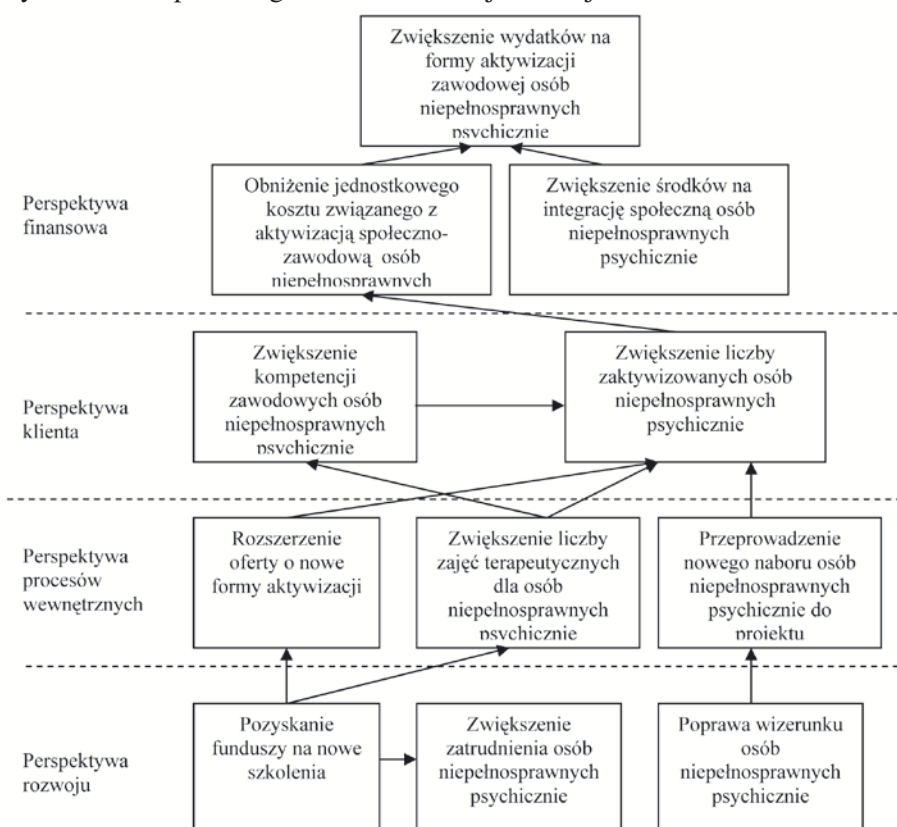 Zwiększenie wydatków na
formy aktywizacji
zawodowej osób
niepełnosprawnych
psychicznie
Perspektywa
finansowa
Obniżenie jednostkowego
kosztu związanego z
aktywizacją społeczno-
zawodową osób
niepełnosprawnych
Zwiększenie środków na
integrację społeczną osób
niepełnosprawnych
psychicznie
Perspektywa
klienta
Zwiększenie
kompetencji
zawodowych osób
niepełnosprawnych
psychicznie
Zwiększenie liczby
zaktywizowanych osób
niepełnosprawnych
psychicznie
Perspektywa
procesów
wewnętrznych
Rozszerzenie
oferty o nowe
formy aktywizacji
Zwiększenie liczby
zajęć terapeutycznych
dla osób
niepełnosprawnych
psychicznie
Przeprowadzenie
nowego naboru osób
niepełnosprawnych
psychicznie do
projektu
Perspektywa
rozwoju
Pozyskanie
funduszy na nowe
szkolenia
Zwiększenie
zatrudnienia osób
niepełnosprawnych
psychicznie
Poprawa wizerunku
osób
niepełnosprawnych
psychicznie